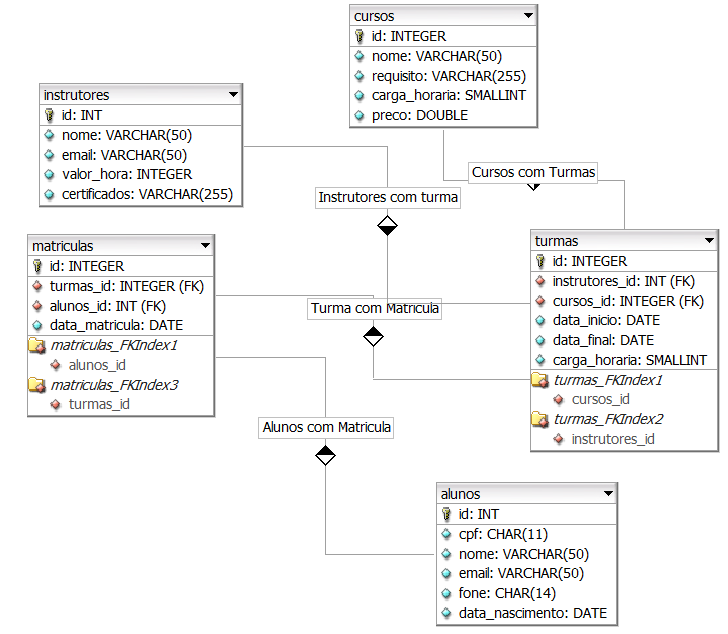 cursos
id: INTEGER
nome: VARCHAR(50)
requisito: VARCHAR(255)
carga_horaria: SMALLINT
preco: DOUBLE
instrutores
id: INT
nome: VARCHAR(50)
email: VARCHAR(50)
valor_hora: INTEGER
certificados: VARCHAR(255)
Cursos com Turmas
Instrutores com turma
matriculas
id: INTEGER
turmas_id: INTEGER (FK)
alunos_id: INT (FK)
data_matricula: DATE
matriculas_FKIndex1
alunos_id
matriculas_FKIndex3
turmas_id
turmas
id: INTEGER
instrutores_id: INT (FK)
cursos_id: INTEGER (FK)
data_inicio: DATE
data_final: DATE
carga_horaria: SMALLINT
turmas_FKIndex1
cursos_id
turmas_FKIndex2
instrutores_id
Turma com Matricula
Alunos com Matricula
alunos
id: INT
cpf: CHAR(11)
nome: VARCHAR(50)
email: VARCHAR(50)
fone: CHAR(14)
data_nascimento: DATE